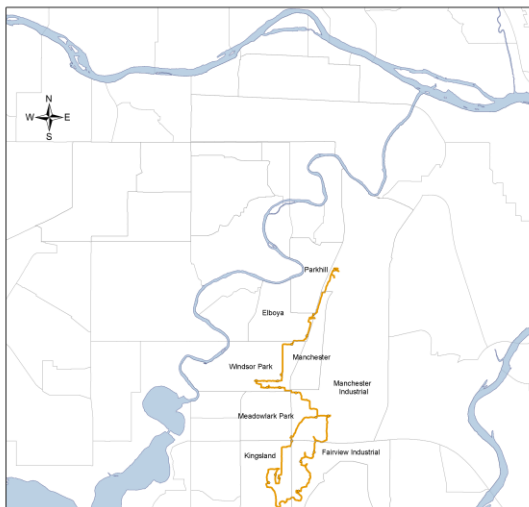 N
W E
S
Parkhill
Elboya
Manchester
Windsor Park
Manchester
Industrial
Meadowlark Park
Kingsland
Fairview Industrial